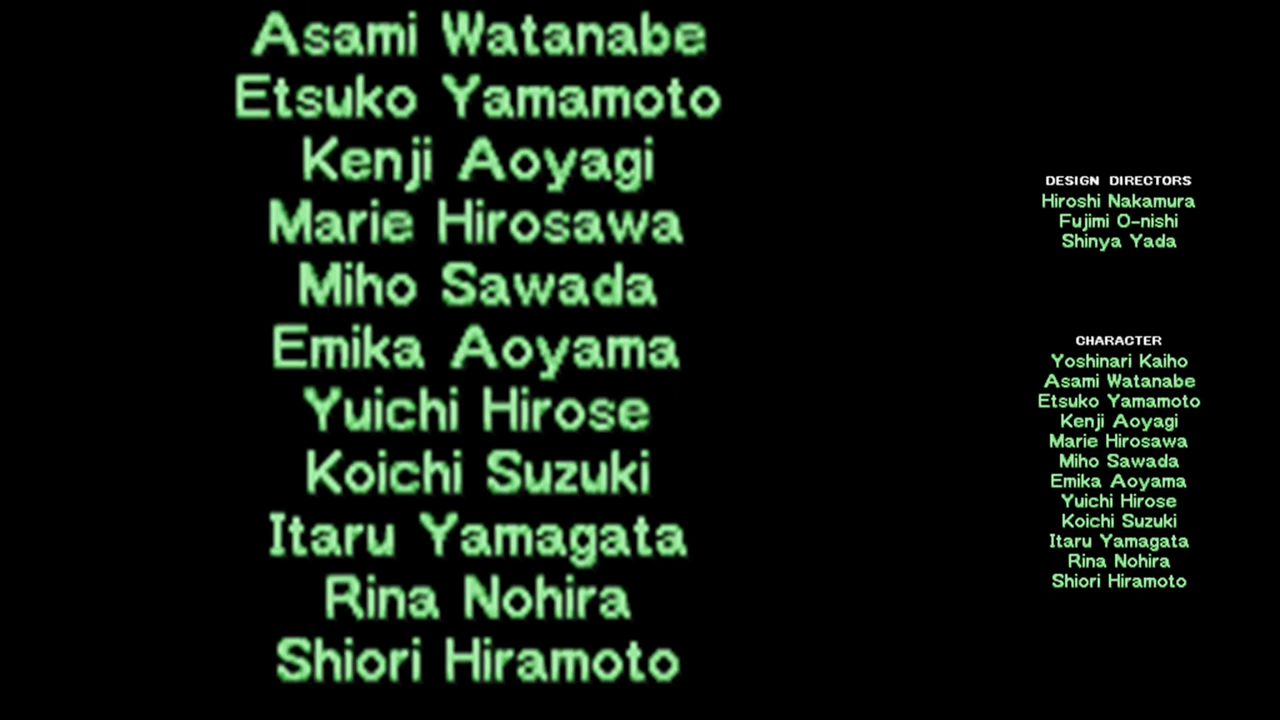 Asami Watanabe
Etsuko Yamamoto
Kenji Aoyagi
Marie Hirosawa
Miho Sawada
Emika Aoyama
Yuichi Hirose
Koichi Suzuki
Itaru Yamagata
Rina Nohira
Shiori Hiramoto
DESIGN DIRECTORS
Hiroshi Nakamura
Fujimi O-nishi
Shinya Yada
CHARACTER
Yoshinari Kaiho
Asami Watanabe
Etsuko Yamamoto
Kenji Aoyagi
Marie Hirosawa
Miho Sawada
Emika Aoyama
Yuichi Hirose
Koichi Suzuki
Itaru Yamagata
Rina Nohira
Shiori Hiramoto